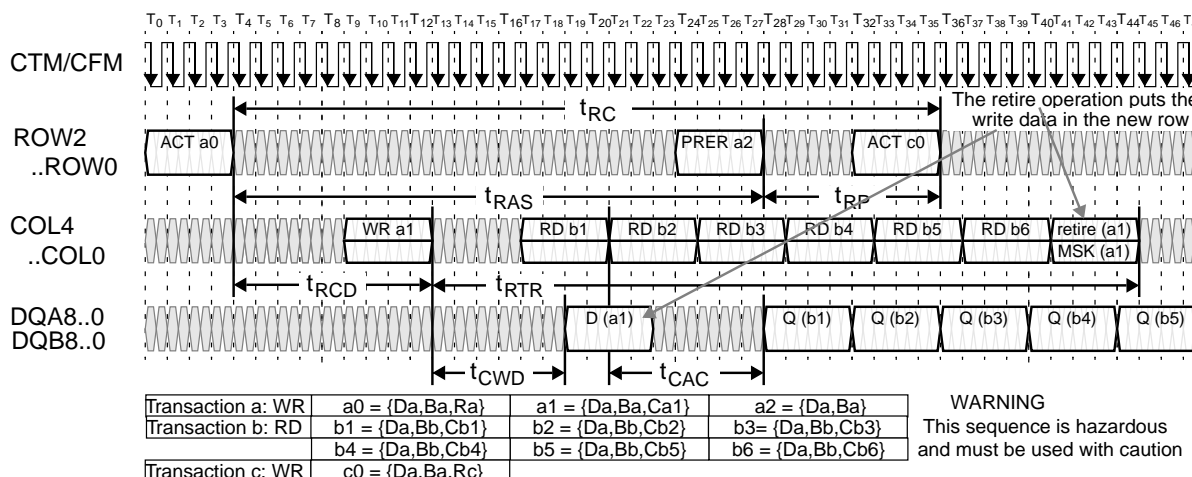 T0 T1 T2 T3 T4 T5 T6 T7 T8 T9 T10 T11 T12 T13 T14 T15 T16 T17 T18 T19 T20 T21 T22 T23 T24 T25 T26 T27 T28 T29 T30 T31 T32 T33 T34 T35 T36 T37 T38 T39 T40 T41 T42 T43 T44 T45 T46
CTM/CFM
tRC
The retire operation puts the
write data in the new row
ROW2
..ROW0
ACT a0 PRER a2 ACT c0
tRAS tRP
COL4
..COL0
WR a1 RD b1 RD b2 RD b3 RD b4 RD b5 RD b6 retire (a1)
MSK (a1)
tRCD tRTR
DQA8..0
DQB8..0
D (a1) Q (b1) Q (b2) Q (b3) Q (b4) Q (b5)
tCWD tCAC
Transaction a: WR a0 = {Da,Ba,Ra} a1 = {Da,Ba,Ca1} a2 = {Da,Ba}
Transaction b: RD b1 = {Da,Bb,Cb1} b2 = {Da,Bb,Cb2} b3= {Da,Bb,Cb3}
b4 = {Da,Bb,Cb4} b5 = {Da,Bb,Cb5} b6 = {Da,Bb,Cb6}
Transaction c: WR c0 = {Da,Ba,Rc}
WARNING
This sequence is hazardous
and must be used with caution